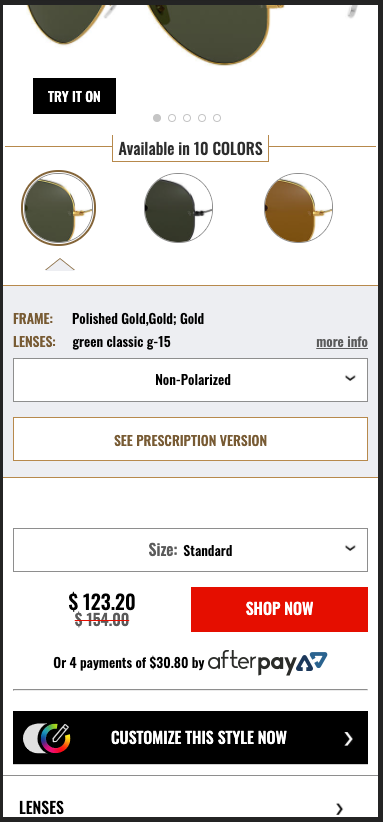 TRY IT ON
Available in 10 COLORS
FRAME: Polished Gold,Gold; Gold
LENSES: green classic g-15 more info
Non-Polarized
SEE PRESCRIPTION VERSION
Size: Standard
$ 123.20
$ 154.00
SHOP NOW
Or 4 payments of $30.80 by afterpay
CUSTOMIZE THIS STYLE NOW
LENSES